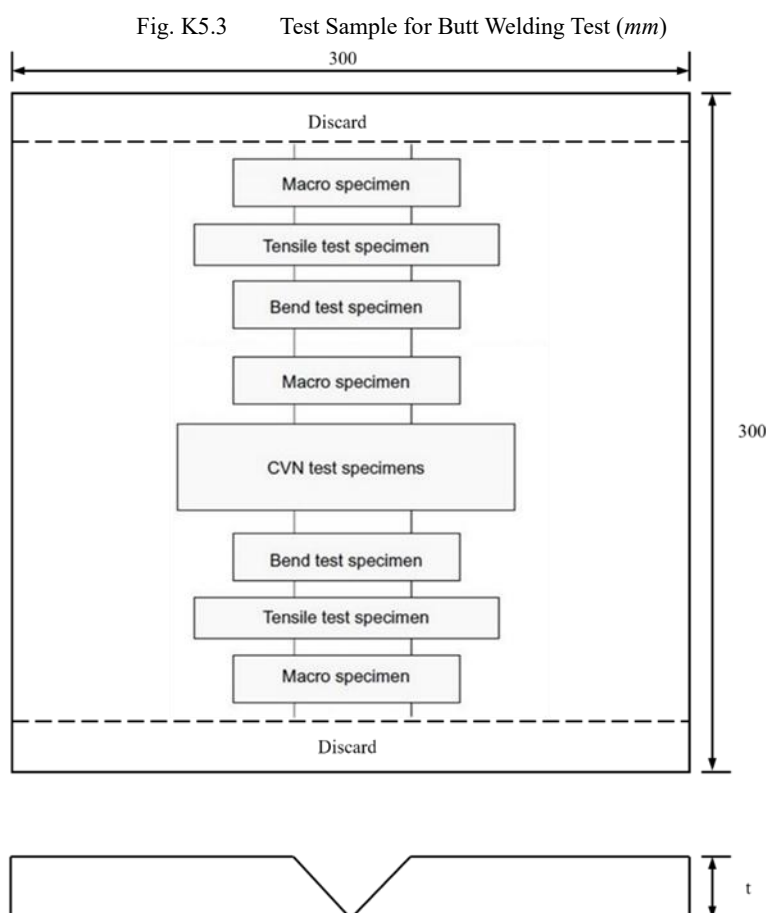 Fig. K5.3 Test Sample for Butt Welding Test (mm)
300
Discard
Macro specimen
Tensile test specimen
Bend test specimen
Macro specimen
300
CVN test specimens
Bend test specimen
Tensile test specimen
Macro specimen
Discard
t